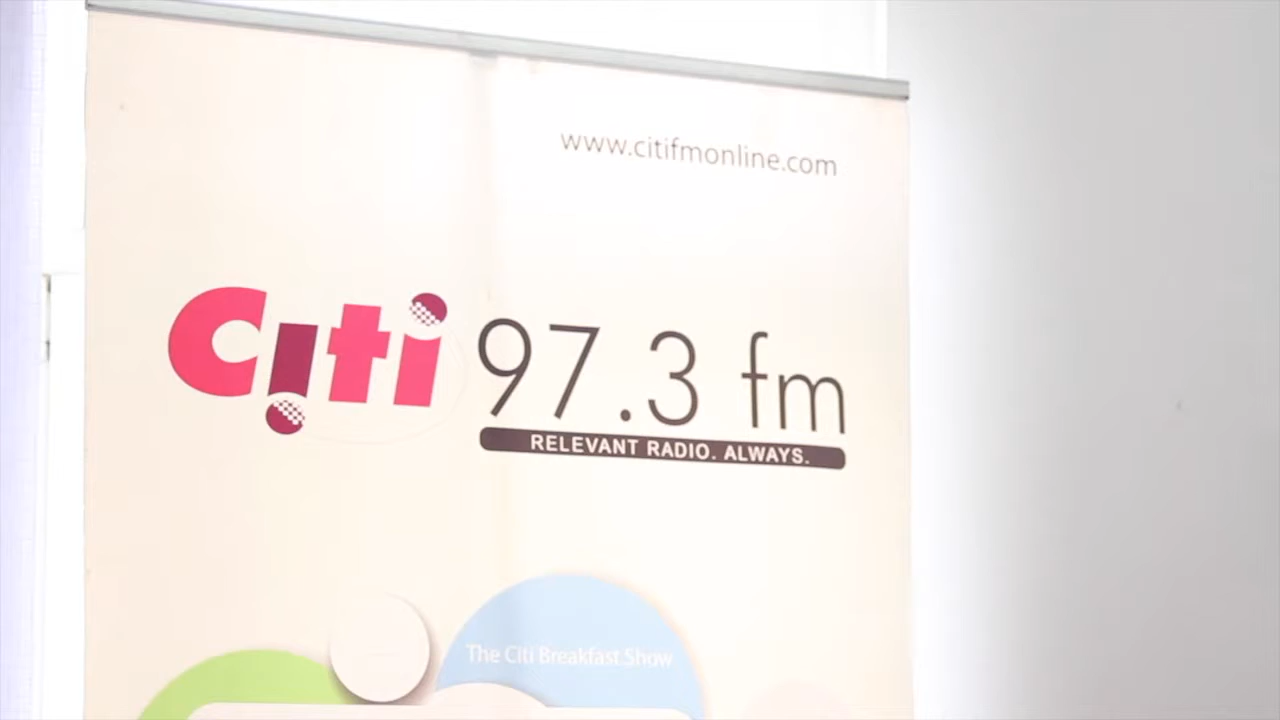 www.citifmonline.com
citi 97.3 fm
RELEVANT RADIO. ALWAYS.
The Citi Breakfast Show